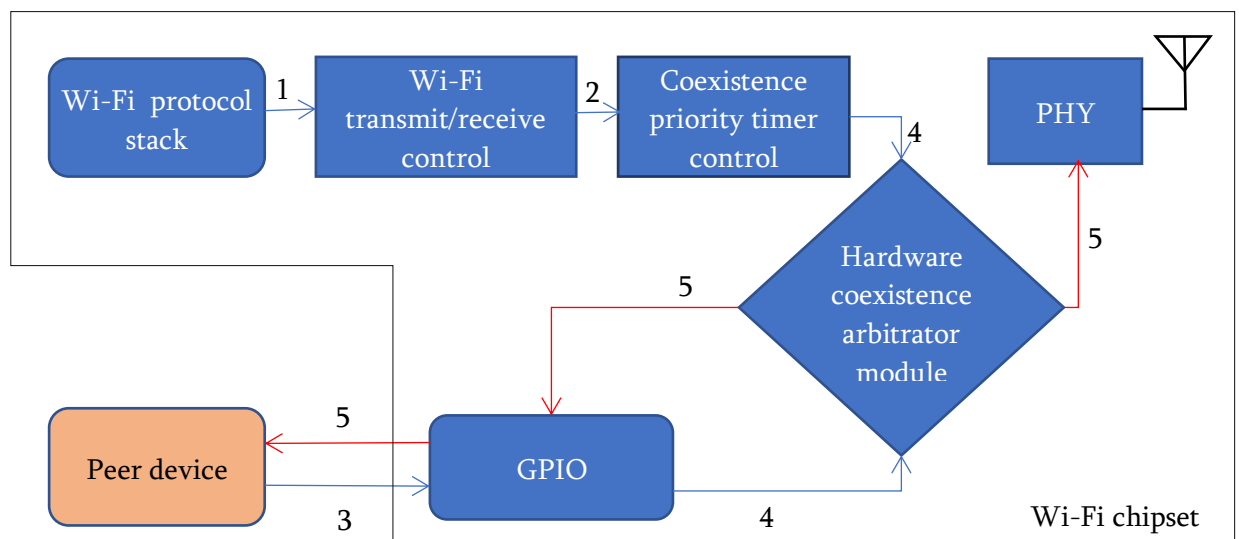 Wi-Fi protocol
stack
1
Wi-Fi
transmit/receive
control
2
Coexistence
priority timer
control
4
PHY
5
Hardware
coexistence
arbitrator
module
5
Peer device
5
3
GPIO
4
Wi-Fi chipset